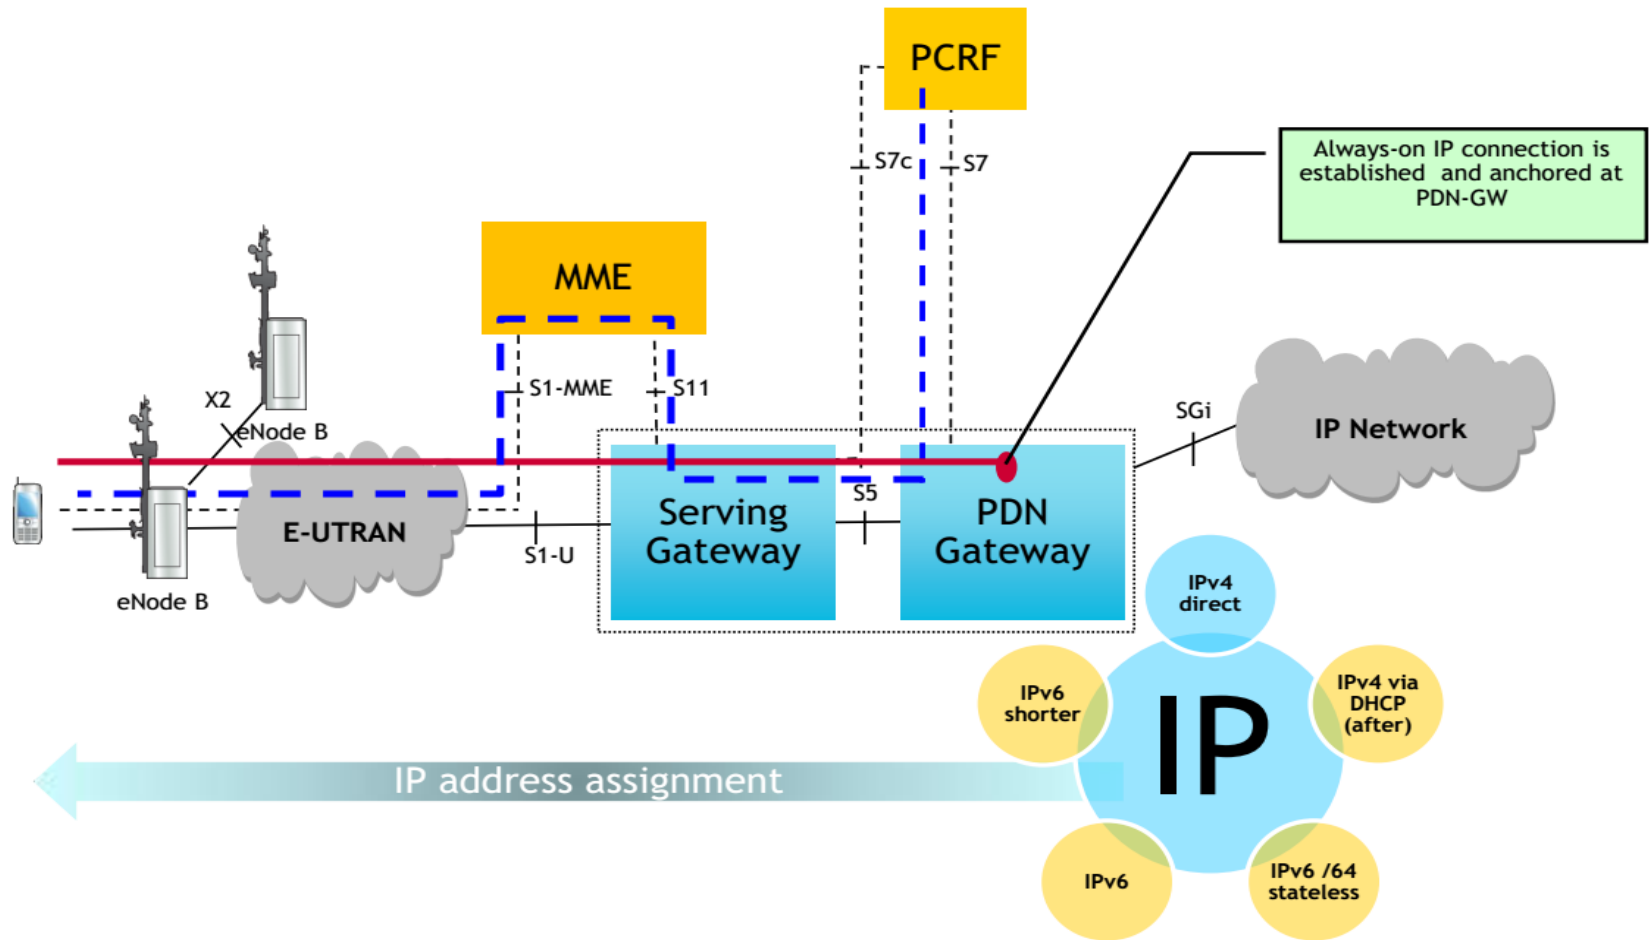 PCRF
S7c
S7
Always-on IP connection is
established and anchored at
PDN-GW
MME
S1-MME
S11
X2
eNode B
SGi
IP Network
E-UTRAN
S1-U
Serving
Gateway
S5
PDN
Gateway
eNode B
IPv4
direct
IPv6
shorter
IPv4 via
DHCP
(after)
IP
IP address assignment
IPv6
IPv6 /64
stateless